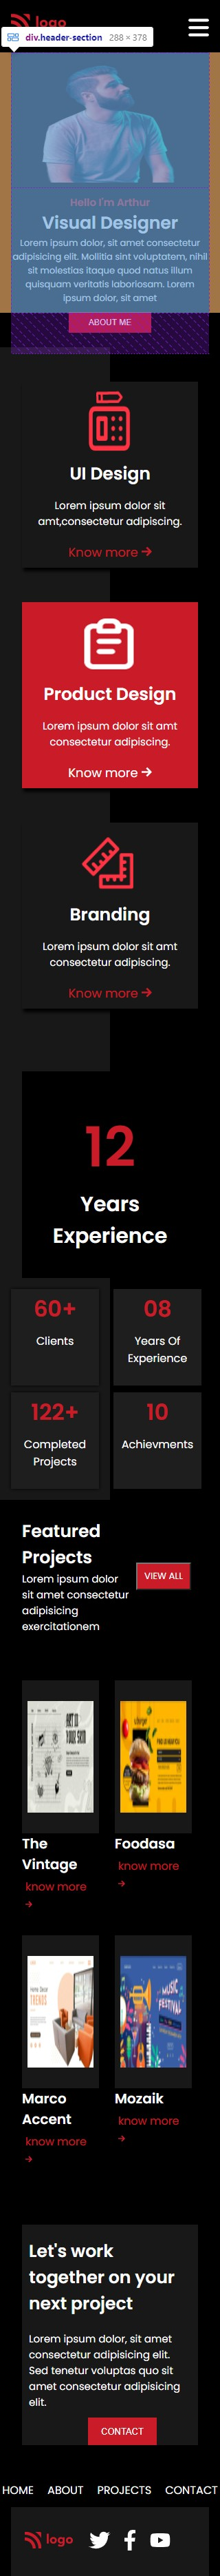 logo
div.header-section 288 × 378
Hello I'm Arthur
Visual Designer
Lorem ipsum dolor, sit amet consectetur
adipisicing elit. Mollitia sint voluptatem, nihil
sit molestias itaque quod natus illum
quisquam veritatis laboriosam. Lorem
ipsum dolor, sit amet
ABOUT ME
UI Design
Lorem ipsum dolor sit
amt,consectetur adipiscing.
Know more →
Product Design
Lorem ipsum dolor sit amt
consectetur adipiscing.
Know more →
Branding
Lorem ipsum dolor sit amt
consectetur adipiscing.
Know more →
12
Years
Experience
60+
Clients
08
Years Of
Experience
122+
Completed
Projects
10
Achievments
Featured
Projects
Lorem ipsum dolor
sit amet consectetur
adipisicing
exercitationem
VIEW ALL
The
Vintage
know more
→
Foodasa
know more
→
Home Decor
TRENDS
MUSIC
FESTIVAL
Marco
Accent
know more
→
Mozaik
know more
→
Let's work
together on your
next project
Lorem ipsum dolor, sit amet
consectetur adipisicing elit.
Sed tenetur voluptas quo sit
amet consectetur adipisicing
elit.
CONTACT
HOME ABOUT PROJECTS CONTACT
logo